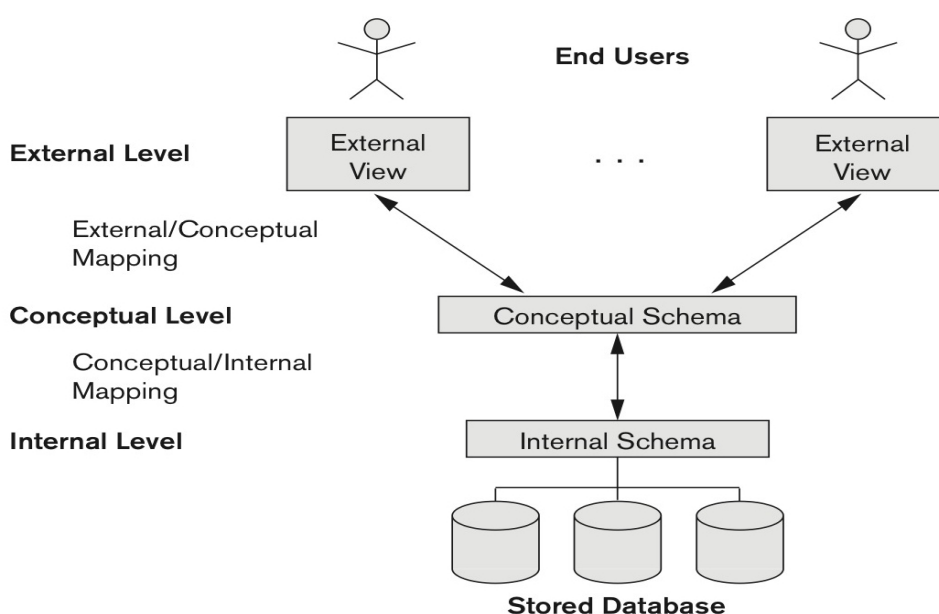 End Users
External Level
External
View
. . .
External
View
External/Conceptual
Mapping
Conceptual Level
Conceptual Schema
Conceptual/Internal
Mapping
Internal Level
Internal Schema
Stored Database